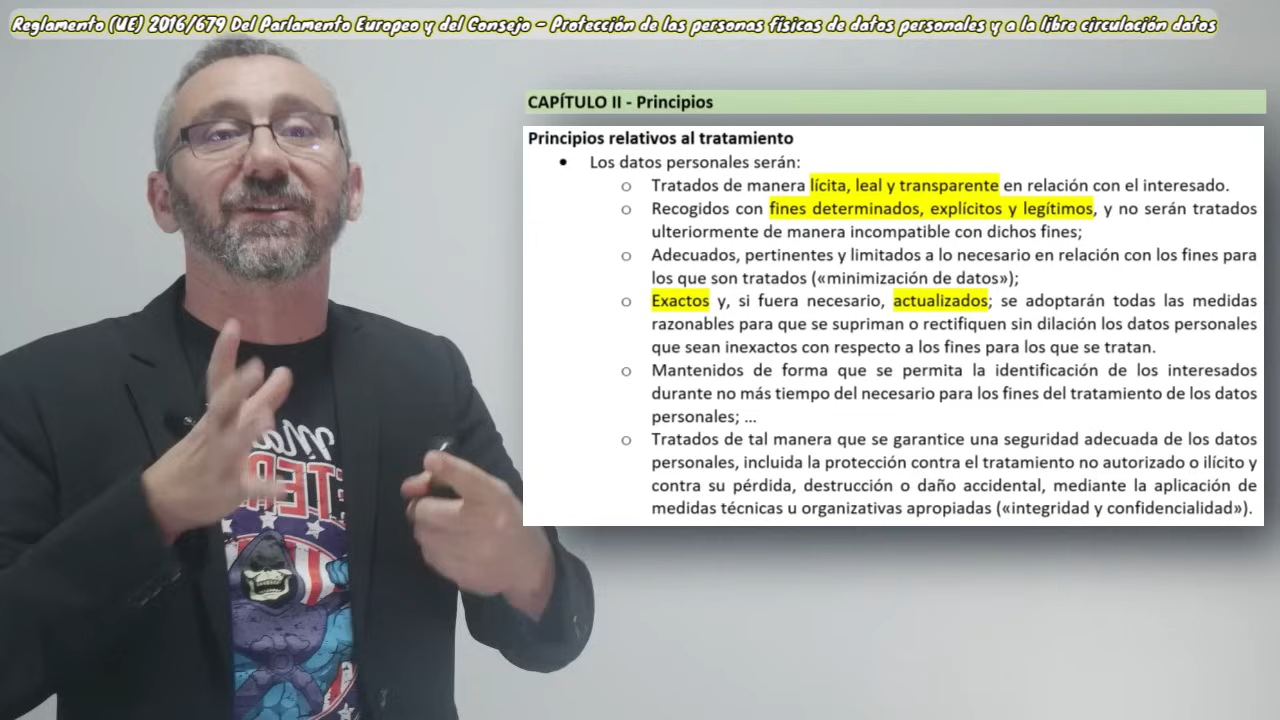 Reglamento (UE) 2016/679 Del Parlamento Europeo y del Consejo - Protección de las personas físicas de datos personales y a la libre circulación datos
CAPÍTULO II - Principios
Principios relativos al tratamiento
• Los datos personales serán:
o Tratados de manera lícita, leal y transparente en relación con el interesado.
o Recogidos con fines determinados, explícitos y legítimos, y no serán tratados
ulteriormente de manera incompatible con dichos fines;
o Adecuados, pertinentes y limitados a lo necesario en relación con los fines para
los que son tratados («minimización de datos»);
o Exactos y, si fuera necesario, actualizados; se adoptarán todas las medidas
razonables para que se supriman o rectifiquen sin dilación los datos personales
que sean inexactos con respecto a los fines para los que se tratan.
o Mantenidos de forma que se permita la identificación de los interesados
durante no más tiempo del necesario para los fines del tratamiento de los datos
personales; ...
o Tratados de tal manera que se garantice una seguridad adecuada de los datos
personales, incluida la protección contra el tratamiento no autorizado o ilícito y
contra su pérdida, destrucción o daño accidental, mediante la aplicación de
medidas técnicas u organizativas apropiadas («integridad y confidencialidad»).